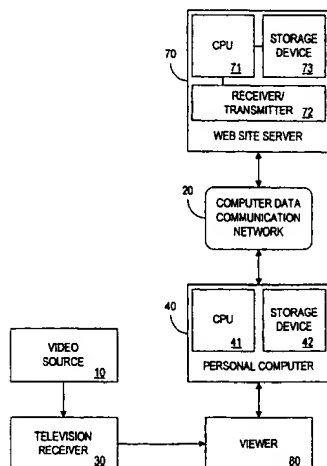 70
CPU
71
STORAGE
DEVICE
73
RECEIVER/
TRANSMITTER
72
WEB SITE SERVER
20
COMPUTER DATA
COMMUNICATION
NETWORK
40
CPU
41
STORAGE
DEVICE
42
PERSONAL COMPUTER
VIDEO
SOURCE
10
TELEVISION
RECEIVER
30
VIEWER
80